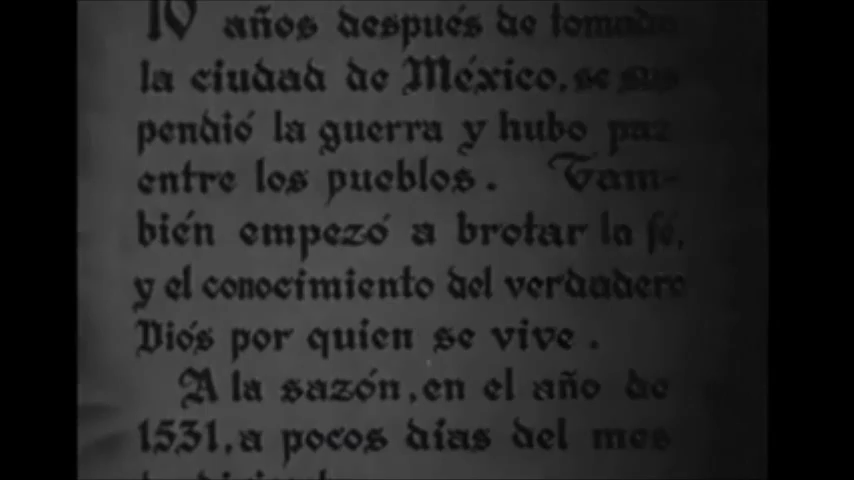 10 años después de tomada
la ciudad de México, se sus
pendió la guerra y hubo paz
entre los pueblos. Tam-
bién empezó a brotar la fé,
y el conocimiento del verdadero
Diós por quien se vive.
A la sazón, en el año de
1531, a pocos días del mes